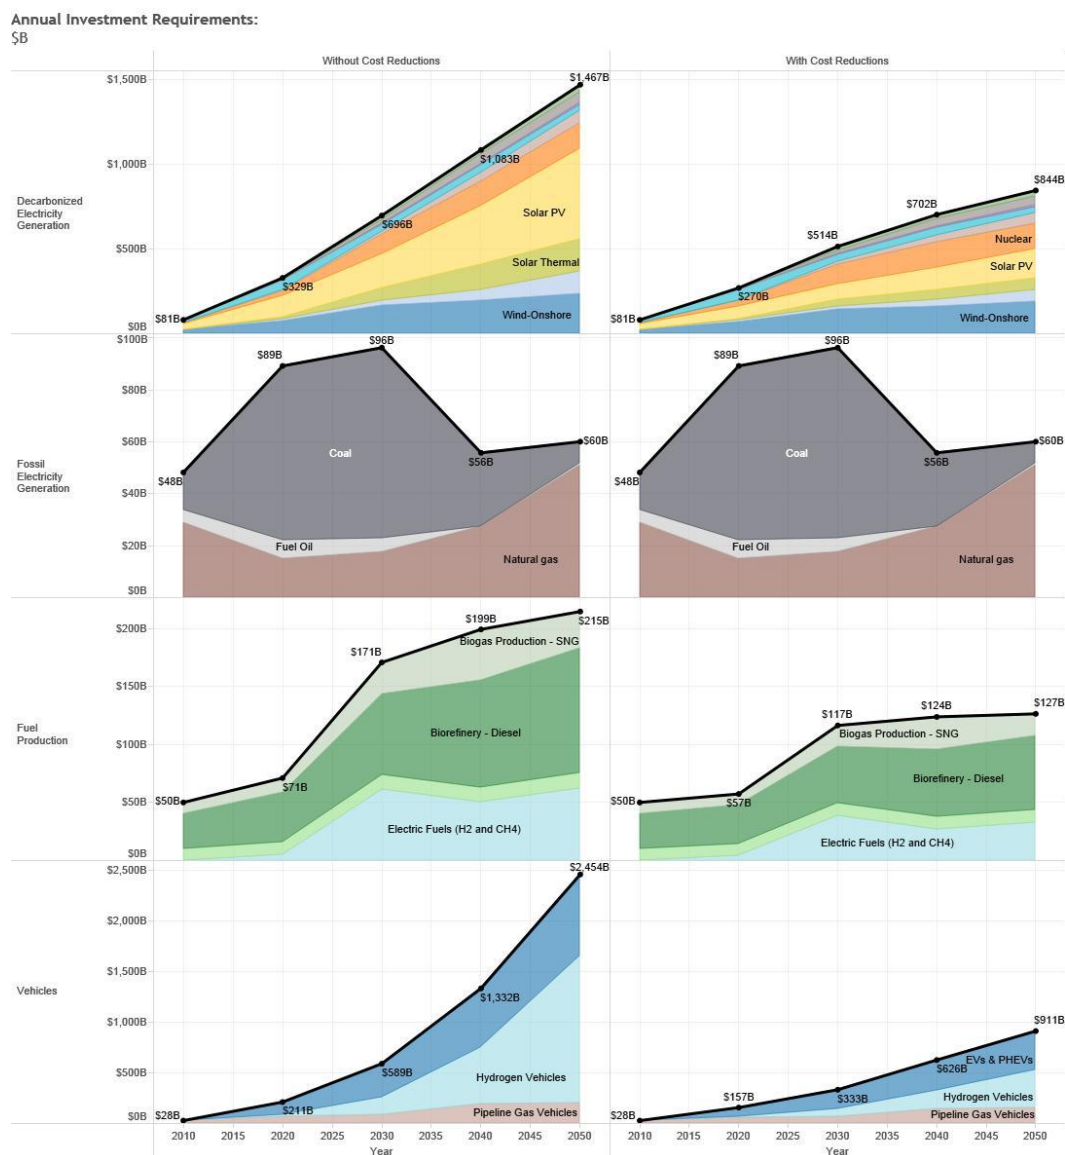 Annual Investment Requirements:
$B
Without Cost Reductions
With Cost Reductions
Decarbonized
Electricity
Generation
$1,500B
$1,000B
$500B
$0B
$81B
$329B
$696B
$1,083B
$1,467B
Solar PV
Solar Thermal
Wind-Onshore
$81B
$270B
$514B
$702B
$844B
Nuclear
Solar PV
Wind-Onshore
Fossil
Electricity
Generation
$100B
$80B
$60B
$40B
$20B
$0B
$48B
$89B
$96B
$56B
$60B
Coal
Fuel Oil
Natural gas
$48B
$89B
$96B
$56B
$60B
Coal
Fuel Oil
Natural gas
Fuel
Production
$200B
$150B
$100B
$50B
$0B
$50B
$71B
$171B
$199B
$215B
Biogas Production - SNG
Biorefinery - Diesel
Electric Fuels (H2 and CH4)
$50B
$57B
$117B
$124B
$127B
Biogas Production - SNG
Biorefinery - Diesel
Electric Fuels (H2 and CH4)
Vehicles
$2,500B
$2,000B
$1,500B
$1,000B
$500B
$0B
$28B
$211B
$589B
$1,332B
$2,454B
Hydrogen Vehicles
Pipeline Gas Vehicles
$28B
$157B
$333B
$626B
$911B
EVs & PHEVs
Hydrogen Vehicles
Pipeline Gas Vehicles
2010 2015 2020 2025 2030 2035 2040 2045 2050
Year
2010 2015 2020 2025 2030 2035 2040 2045 2050
Year